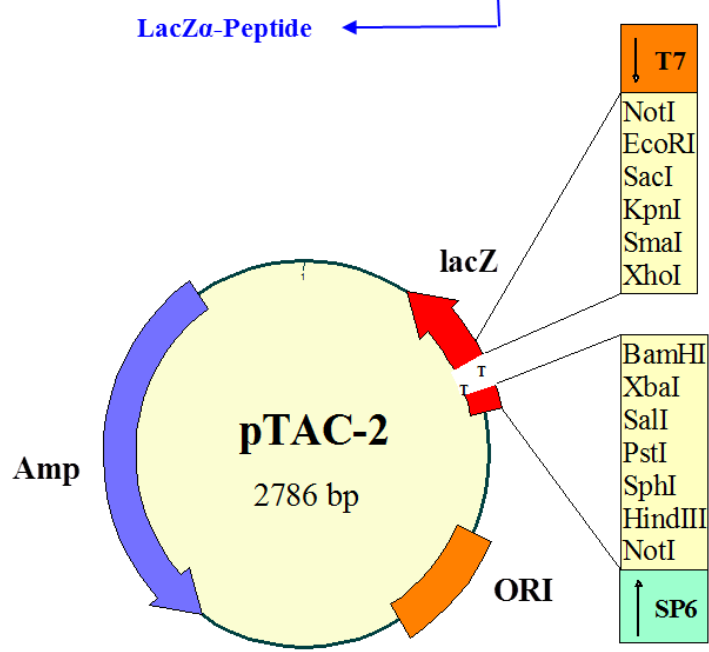 LacZα-Peptide
T7
NotI
EcoRI
SacI
KpnI
SmaI
XhoI
lacZ
1
T
T
BamHI
XbaI
SalI
PstI
SphI
HindIII
NotI
SP6
pTAC-2
2786 bp
Amp
ORI